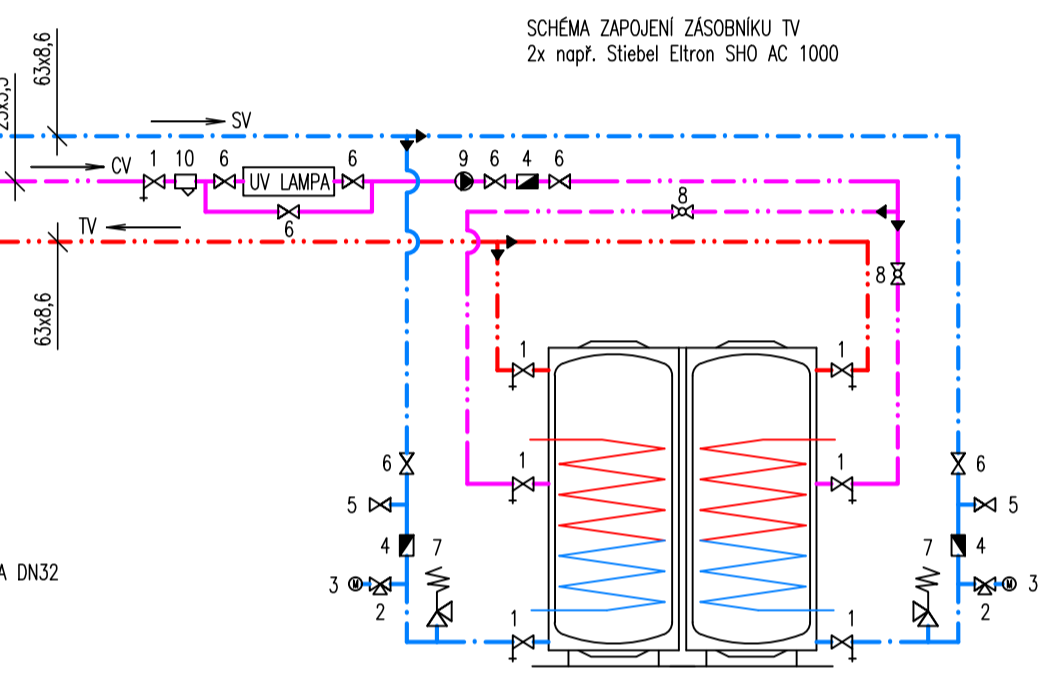 SCHÉMA ZAPOJENÍ ZÁSOBNÍKU TV
2x např. Stiebel Eltron SHO AC 1000
63x8,6
SV
CV
1 10 6 UV LAMPA 6 9 6 4 6
6
8
TV
8
63x8,6
1 1
1 1
6 6
5 5
4 7 7 4
A DN32
3 M M 3
2 2
1 1